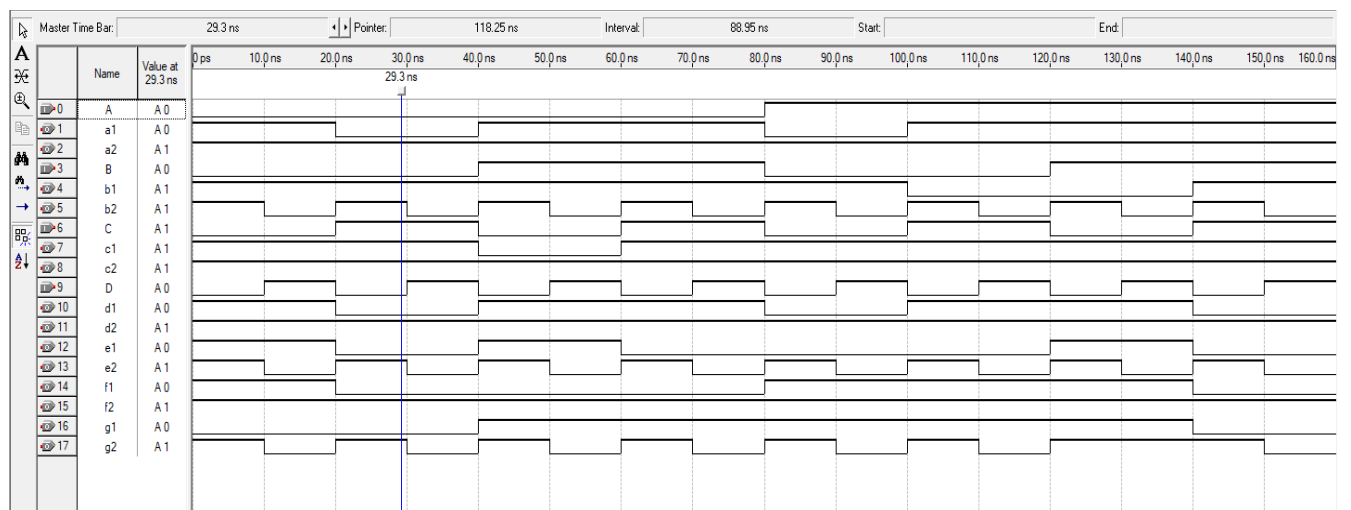 Master Time Bar: 29.3 ns Pointer: 118.25 ns Interval: 88.95 ns Start: End:
A
Name Value at 29.3 ns
0 ps 10.0 ns 20.0 ns 30.0 ns 40.0 ns 50.0 ns 60.0 ns 70.0 ns 80.0 ns 90.0 ns 100.0 ns 110.0 ns 120.0 ns 130.0 ns 140.0 ns 150.0 ns 160.0 ns
29.3 ns
0 A A 0
1 a1 A 0
2 a2 A 1
3 B A 0
4 b1 A 1
5 b2 A 1
6 C A 1
7 c1 A 1
8 c2 A 1
9 D A 0
10 d1 A 0
11 d2 A 1
12 e1 A 0
13 e2 A 1
14 f1 A 0
15 f2 A 1
16 g1 A 0
17 g2 A 1
A
Z